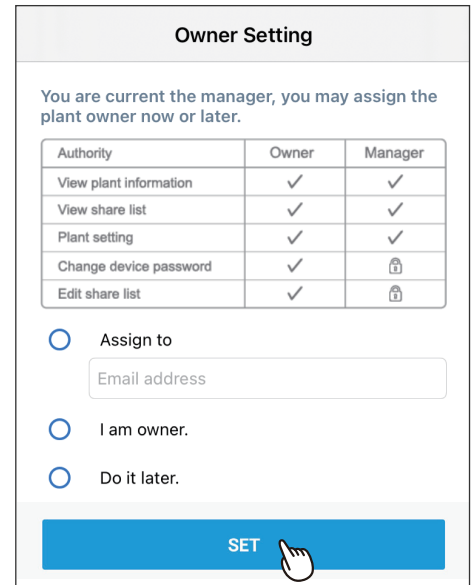 Owner Setting
You are current the manager, you may assign the
plant owner now or later.
Authority Owner Manager
View plant information ✓ ✓
View share list ✓ ✓
Plant setting ✓ ✓
Change device password ✓
Edit share list ✓
Assign to
Email address
I am owner.
Do it later.
SET